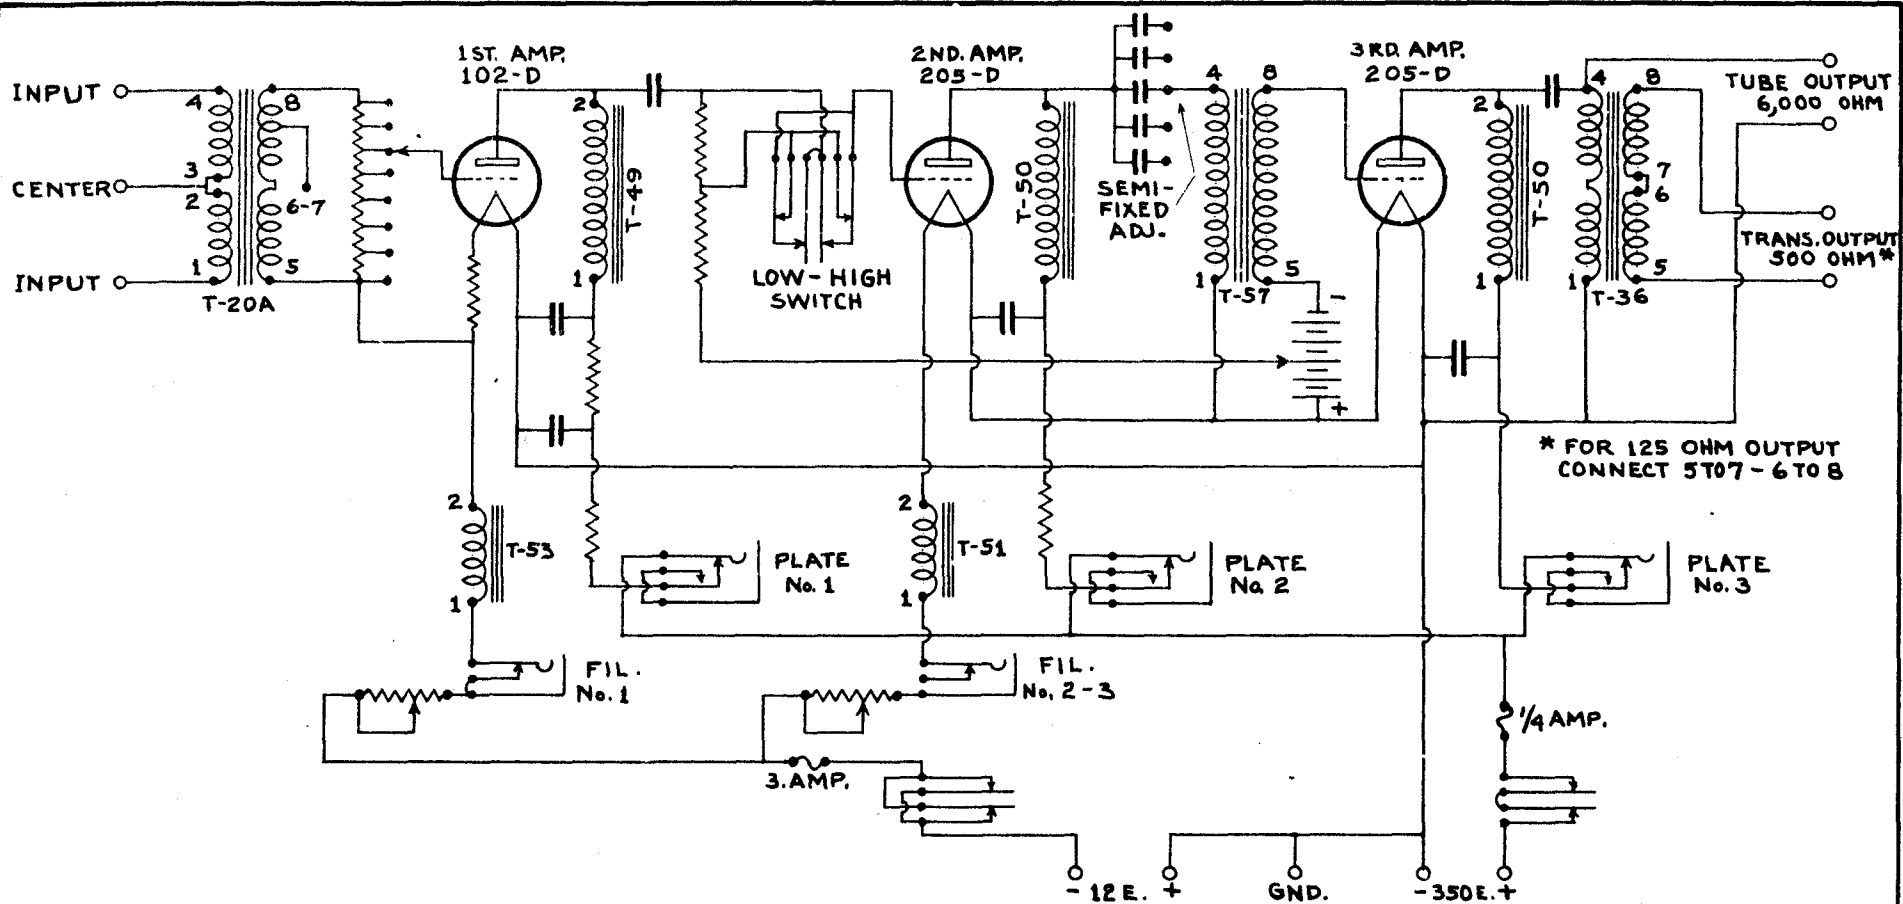 INPUT
CENTER
INPUT
4
3
2
1
8
6-7
5
T-20A
1ST. AMP.
102-D
2
T-49
1
LOW-HIGH
SWITCH
2ND. AMP.
205-D
T-50
SEMI-
FIXED
ADJ.
4
8
1
5
T-57
-
+
3RD. AMP.
205-D
2
T-50
1
4
8
7
6
1
5
T-36
TUBE OUTPUT
6,000 OHM
TRANS. OUTPUT
500 OHM*
* FOR 125 OHM OUTPUT
CONNECT 5 TO 7 - 6 TO 8
2
T-53
1
PLATE
No. 1
2
T-51
1
PLATE
No. 2
PLATE
No. 3
FIL.
No. 1
FIL.
No. 2-3
1/4 AMP.
3. AMP.
- 12 E. +
GND.
-350E.+